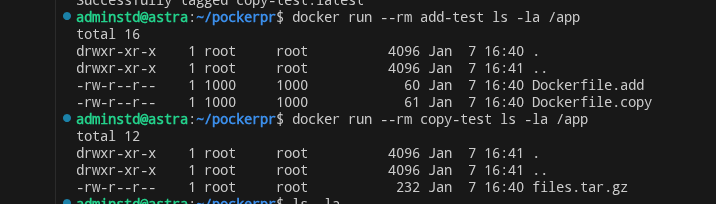 Successfully tagged copy-test:latest
adminstd@astra:~/pockerpr$ docker run --rm add-test ls -la /app
total 16
drwxr-xr-x    1 root     root          4096 Jan  7 16:40 .
drwxr-xr-x    1 root     root          4096 Jan  7 16:41 ..
-rw-r--r--    1 1000     1000            60 Jan  7 16:40 Dockerfile.add
-rw-r--r--    1 1000     1000            61 Jan  7 16:40 Dockerfile.copy
adminstd@astra:~/pockerpr$ docker run --rm copy-test ls -la /app
total 12
drwxr-xr-x    1 root     root          4096 Jan  7 16:41 .
drwxr-xr-x    1 root     root          4096 Jan  7 16:41 ..
-rw-r--r--    1 root     root           232 Jan  7 16:40 files.tar.gz
adminstd@astra:~/pockerpr$ ls -la